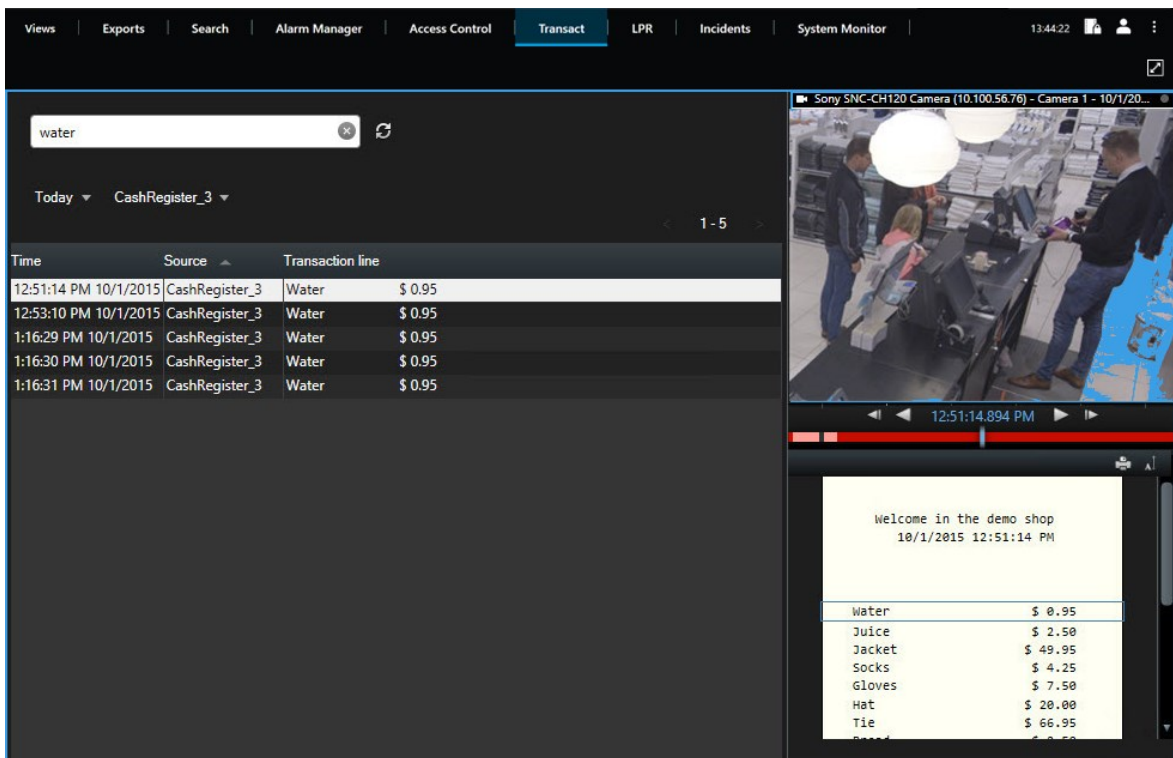 Views Exports Search Alarm Manager Access Control Transact LPR Incidents System Monitor 13:44:22
Sony SNC-CH120 Camera (10.100.56.76) - Camera 1 - 10/1/20...
water
Today CashRegister_3
< 1 - 5 >
Time Source Transaction line
12:51:14 PM 10/1/2015 CashRegister_3 Water $ 0.95
12:53:10 PM 10/1/2015 CashRegister_3 Water $ 0.95
1:16:29 PM 10/1/2015 CashRegister_3 Water $ 0.95
1:16:30 PM 10/1/2015 CashRegister_3 Water $ 0.95
1:16:31 PM 10/1/2015 CashRegister_3 Water $ 0.95
12:51:14.894 PM
Welcome in the demo shop
10/1/2015 12:51:14 PM
Water $ 0.95
Juice $ 2.50
Jacket $ 49.95
Socks $ 4.25
Gloves $ 7.50
Hat $ 20.00
Tie $ 66.95